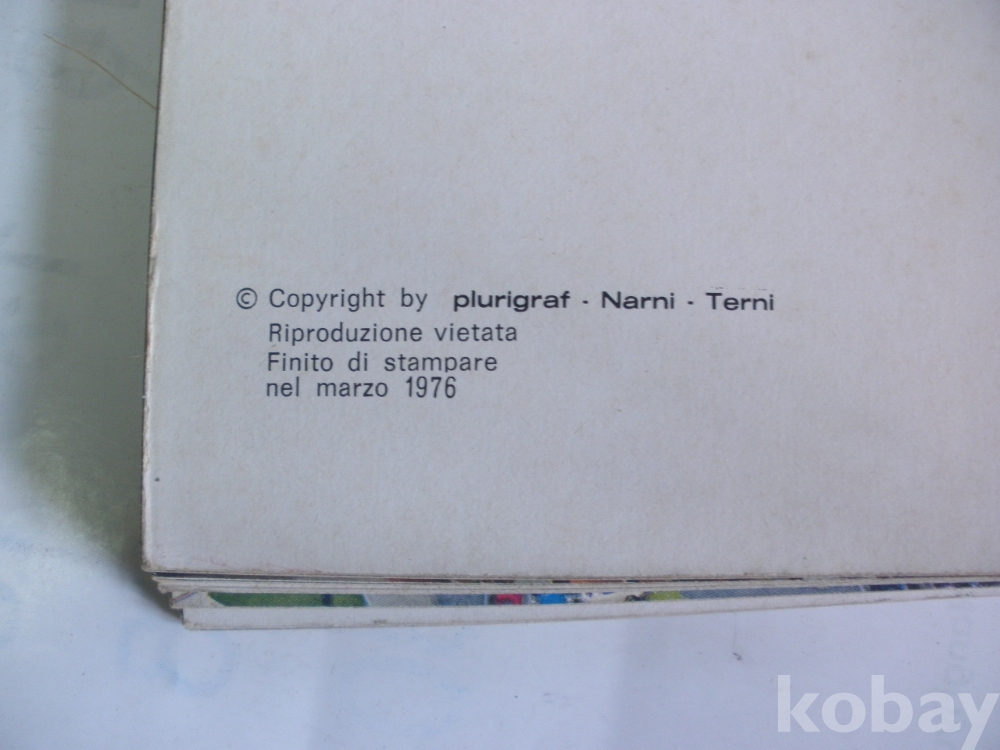 © Copyright by plurigraf - Narni - Terni
Riproduzione vietata
Finito di stampare
nel marzo 1976
kobay